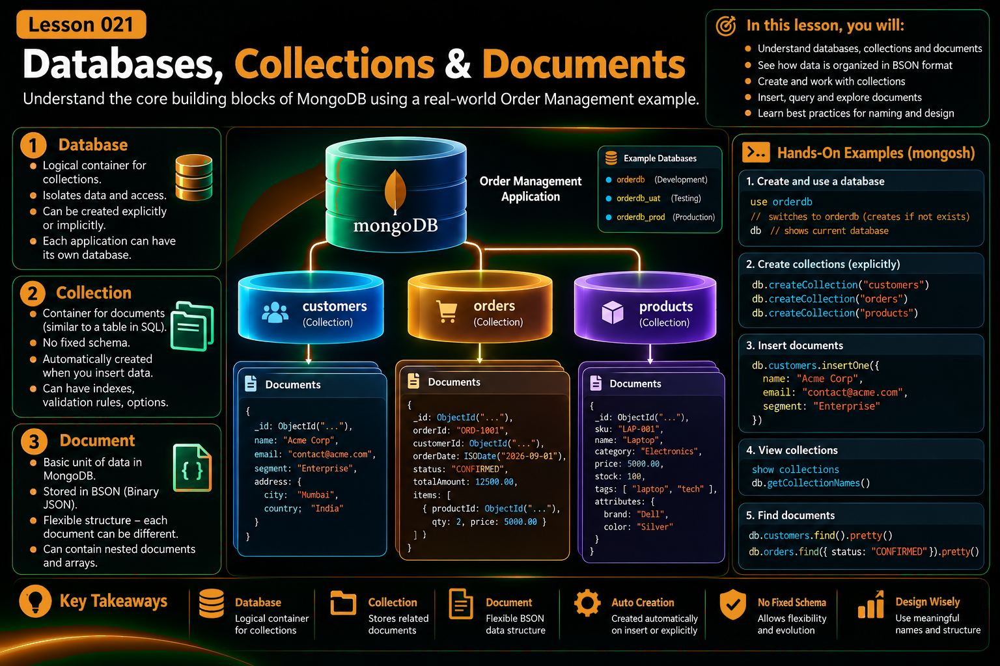 Lesson 021
Databases, Collections & Documents
Understand the core building blocks of MongoDB using a real-world Order Management example.
In this lesson, you will:
Understand databases, collections and documents
See how data is organized in BSON format
Create and work with collections
Insert, query and explore documents
Learn best practices for naming and design
1 Database
Logical container for
collections.
Isolates data and access.
Can be created explicitly
or implicitly.
Each application can have
its own database.
2 Collection
Container for documents
(similar to a table in SQL).
No fixed schema.
Automatically created
when you insert data.
Can have indexes,
validation rules, options.
3 Document
Basic unit of data in
MongoDB.
Stored in BSON (Binary
JSON).
Flexible structure – each
document can be different.
Can contain nested documents
and arrays.
{ }
mongoDB
Order Management
Application
Example Databases
orderdb (Development)
orderdb_uat (Testing)
orderdb_prod (Production)
customers
(Collection)
orders
(Collection)
products
(Collection)
Documents
{
_id: ObjectId("..."),
name: "Acme Corp",
email: "contact@acme.com",
segment: "Enterprise",
address: {
city: "Mumbai",
country: "India"
}
}
Documents
{
_id: ObjectId("..."),
orderId: "ORD-1001",
customerId: ObjectId("..."),
orderDate: ISODate("2026-09-01"),
status: "CONFIRMED",
totalAmount: 12500.00,
items: [
{ productId: ObjectId("..."),
qty: 2, price: 5000.00 }
] }
}
Documents
{
_id: ObjectId("..."),
sku: "LAP-001",
name: "Laptop",
category: "Electronics",
price: 5000.00,
stock: 100,
tags: [ "laptop", "tech" ],
attributes: {
brand: "Dell",
color: "Silver"
}
}
>.. Hands-On Examples (mongosh)
1. Create and use a database
use orderdb
// switches to orderdb (creates if not exists)
db // shows current database
2. Create collections (explicitly)
db.createCollection("customers")
db.createCollection("orders")
db.createCollection("products")
3. Insert documents
db.customers.insertOne({
name: "Acme Corp",
email: "contact@acme.com",
segment: "Enterprise"
})
4. View collections
show collections
db.getCollectionNames()
5. Find documents
db.customers.find().pretty()
db.orders.find({ status: "CONFIRMED" }).pretty()
Key Takeaways
Database
Logical container
for collections
Collection
Stores related
documents
Document
Flexible BSON
data structure
Auto Creation
Created automatically
on insert or explicitly
No Fixed Schema
Allows flexibility
and evolution
Design Wisely
Use meaningful
names and structure